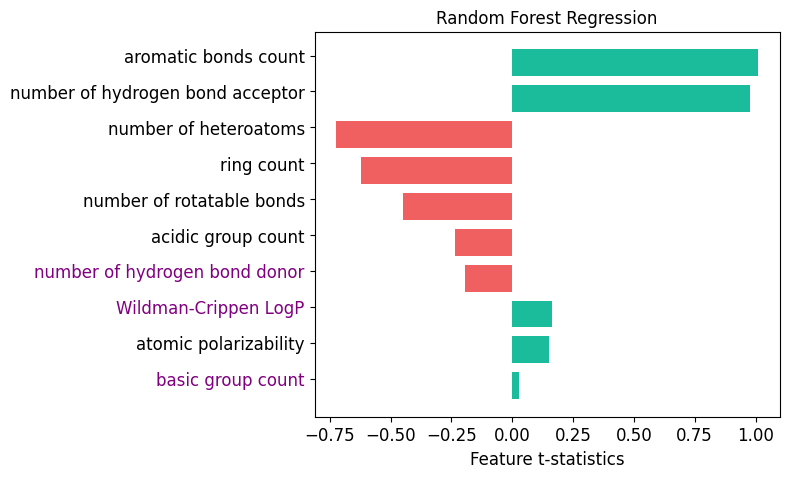 Random Forest Regression
aromatic bonds count
number of hydrogen bond acceptor
number of heteroatoms
ring count
number of rotatable bonds
acidic group count
number of hydrogen bond donor
Wildman-Crippen LogP
atomic polarizability
basic group count
−0.75 −0.50 −0.25 0.00 0.25 0.50 0.75 1.00
Feature t-statistics